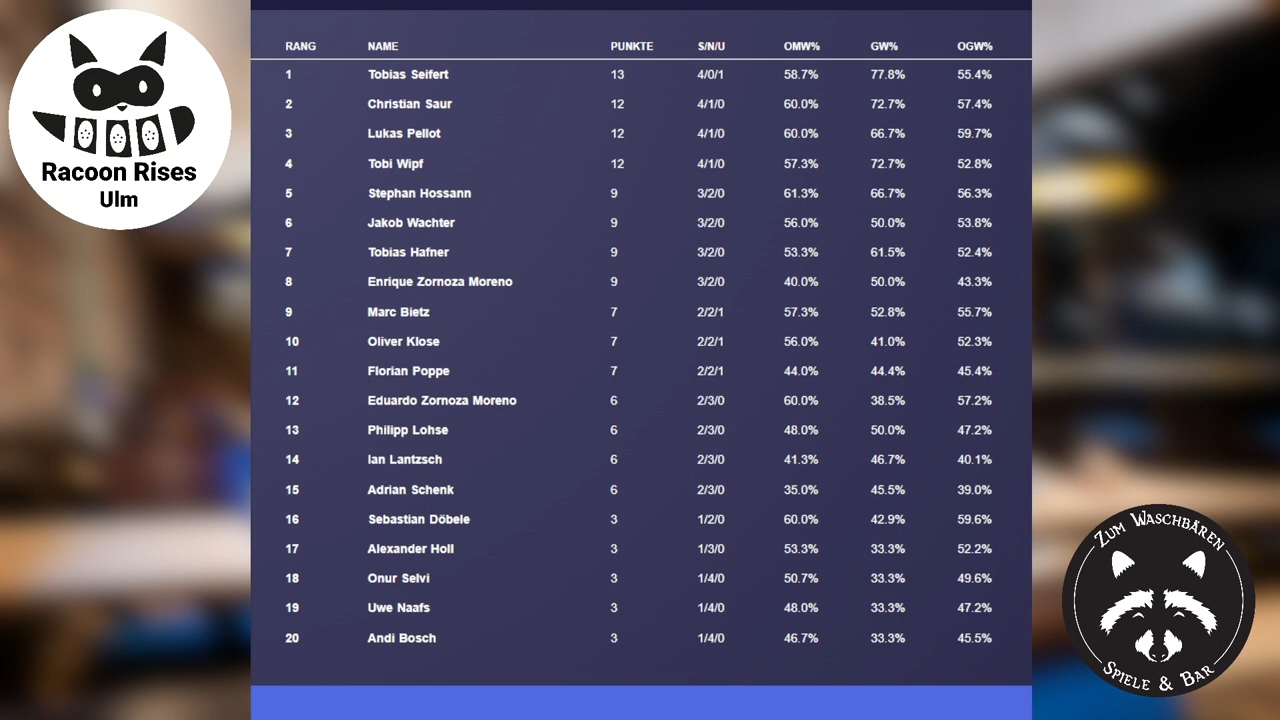 Racoon Rises
Ulm
RANG NAME PUNKTE S/N/U OMW% GW% OGW%
1 Tobias Seifert 13 4/0/1 58.7% 77.8% 55.4%
2 Christian Saur 12 4/1/0 60.0% 72.7% 57.4%
3 Lukas Pellot 12 4/1/0 60.0% 66.7% 59.7%
4 Tobi Wipf 12 4/1/0 57.3% 72.7% 52.8%
5 Stephan Hossann 9 3/2/0 61.3% 66.7% 56.3%
6 Jakob Wachter 9 3/2/0 56.0% 50.0% 53.8%
7 Tobias Hafner 9 3/2/0 53.3% 61.5% 52.4%
8 Enrique Zornoza Moreno 9 3/2/0 40.0% 50.0% 43.3%
9 Marc Bietz 7 2/2/1 57.3% 52.8% 55.7%
10 Oliver Klose 7 2/2/1 56.0% 41.0% 52.3%
11 Florian Poppe 7 2/2/1 44.0% 44.4% 45.4%
12 Eduardo Zornoza Moreno 6 2/3/0 60.0% 38.5% 57.2%
13 Philipp Lohse 6 2/3/0 48.0% 50.0% 47.2%
14 Ian Lantzsch 6 2/3/0 41.3% 46.7% 40.1%
15 Adrian Schenk 6 2/3/0 35.0% 45.5% 39.0%
16 Sebastian Döbele 3 1/2/0 60.0% 42.9% 59.6%
17 Alexander Holl 3 1/3/0 53.3% 33.3% 52.2%
18 Onur Selvi 3 1/4/0 50.7% 33.3% 49.6%
19 Uwe Naafs 3 1/4/0 48.0% 33.3% 47.2%
20 Andi Bosch 3 1/4/0 46.7% 33.3% 45.5%
ZUM WASCHBÄREN
SPIELE & BAR